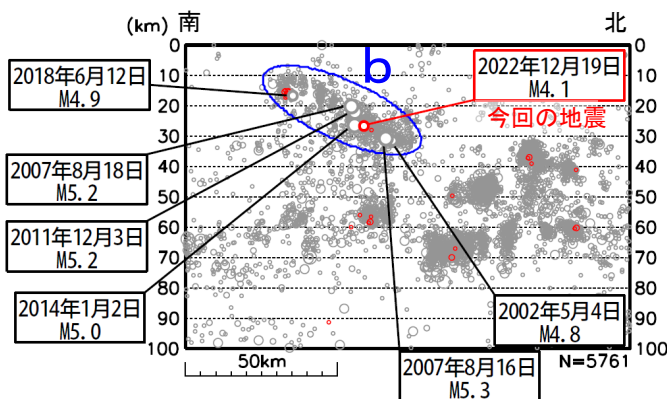 (km) 南 北
0 0
10 10
20 20
30 30
40 40
50 50
60 60
70 70
80 80
90 90
100 100
b
2022年12月19日
M4.1
今回の地震
2018年6月12日
M4.9
2007年8月18日
M5.2
2011年12月3日
M5.2
2014年1月2日
M5.0
2002年5月4日
M4.8
2007年8月16日
M5.3
50km
N=5761